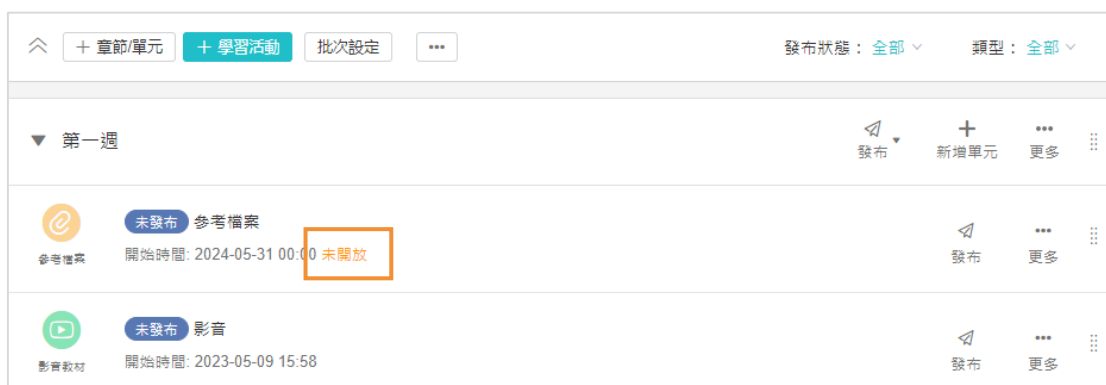 + 章節/單元 + 學習活動 批次設定 ••• 發布狀態： 全部 類型： 全部
第一週 發布 新增單元 更多
未發布 參考檔案
參考檔案 開始時間: 2024-05-31 00:00 未開放 發布 更多
未發布 影音
影音教材 開始時間: 2023-05-09 15:58 發布 更多